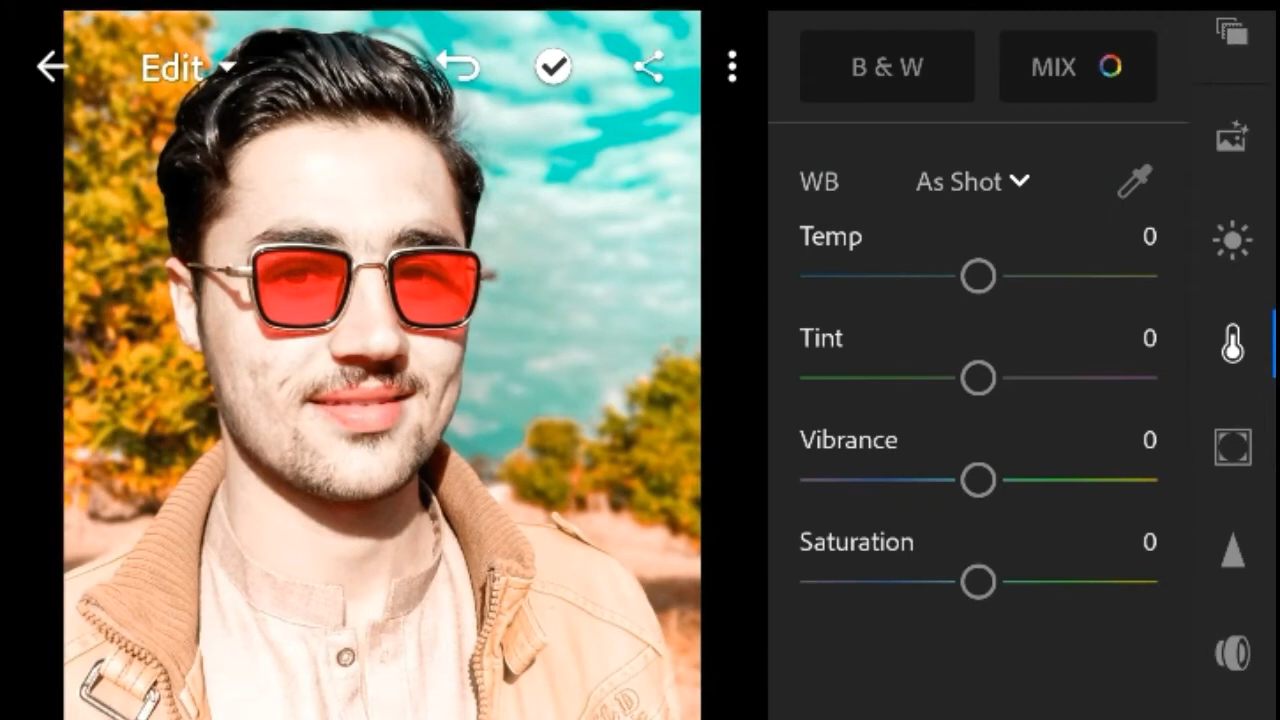 Edit
B & W MIX
WB As Shot
Temp 0
Tint 0
Vibrance 0
Saturation 0